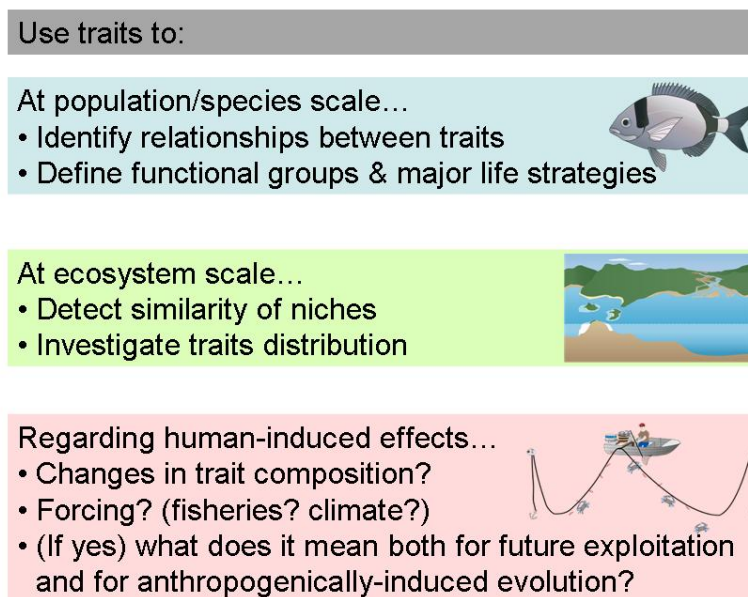 Use traits to:
At population/species scale…
• Identify relationships between traits
• Define functional groups & major life strategies
At ecosystem scale…
• Detect similarity of niches
• Investigate traits distribution
Regarding human-induced effects…
• Changes in trait composition?
• Forcing? (fisheries? climate?)
• (If yes) what does it mean both for future exploitation
and for anthropogenically-induced evolution?